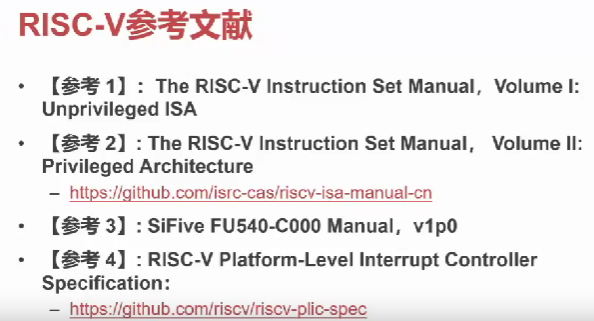 RISC-V参考文献
• 【参考 1】: The RISC-V Instruction Set Manual，Volume I:
Unprivileged ISA
• 【参考 2】: The RISC-V Instruction Set Manual， Volume II:
Privileged Architecture
– https://github.com/isrc-cas/riscv-isa-manual-cn
• 【参考 3】: SiFive FU540-C000 Manual，v1p0
• 【参考 4】: RISC-V Platform-Level Interrupt Controller
Specification：
– https://github.com/riscv/riscv-plic-spec